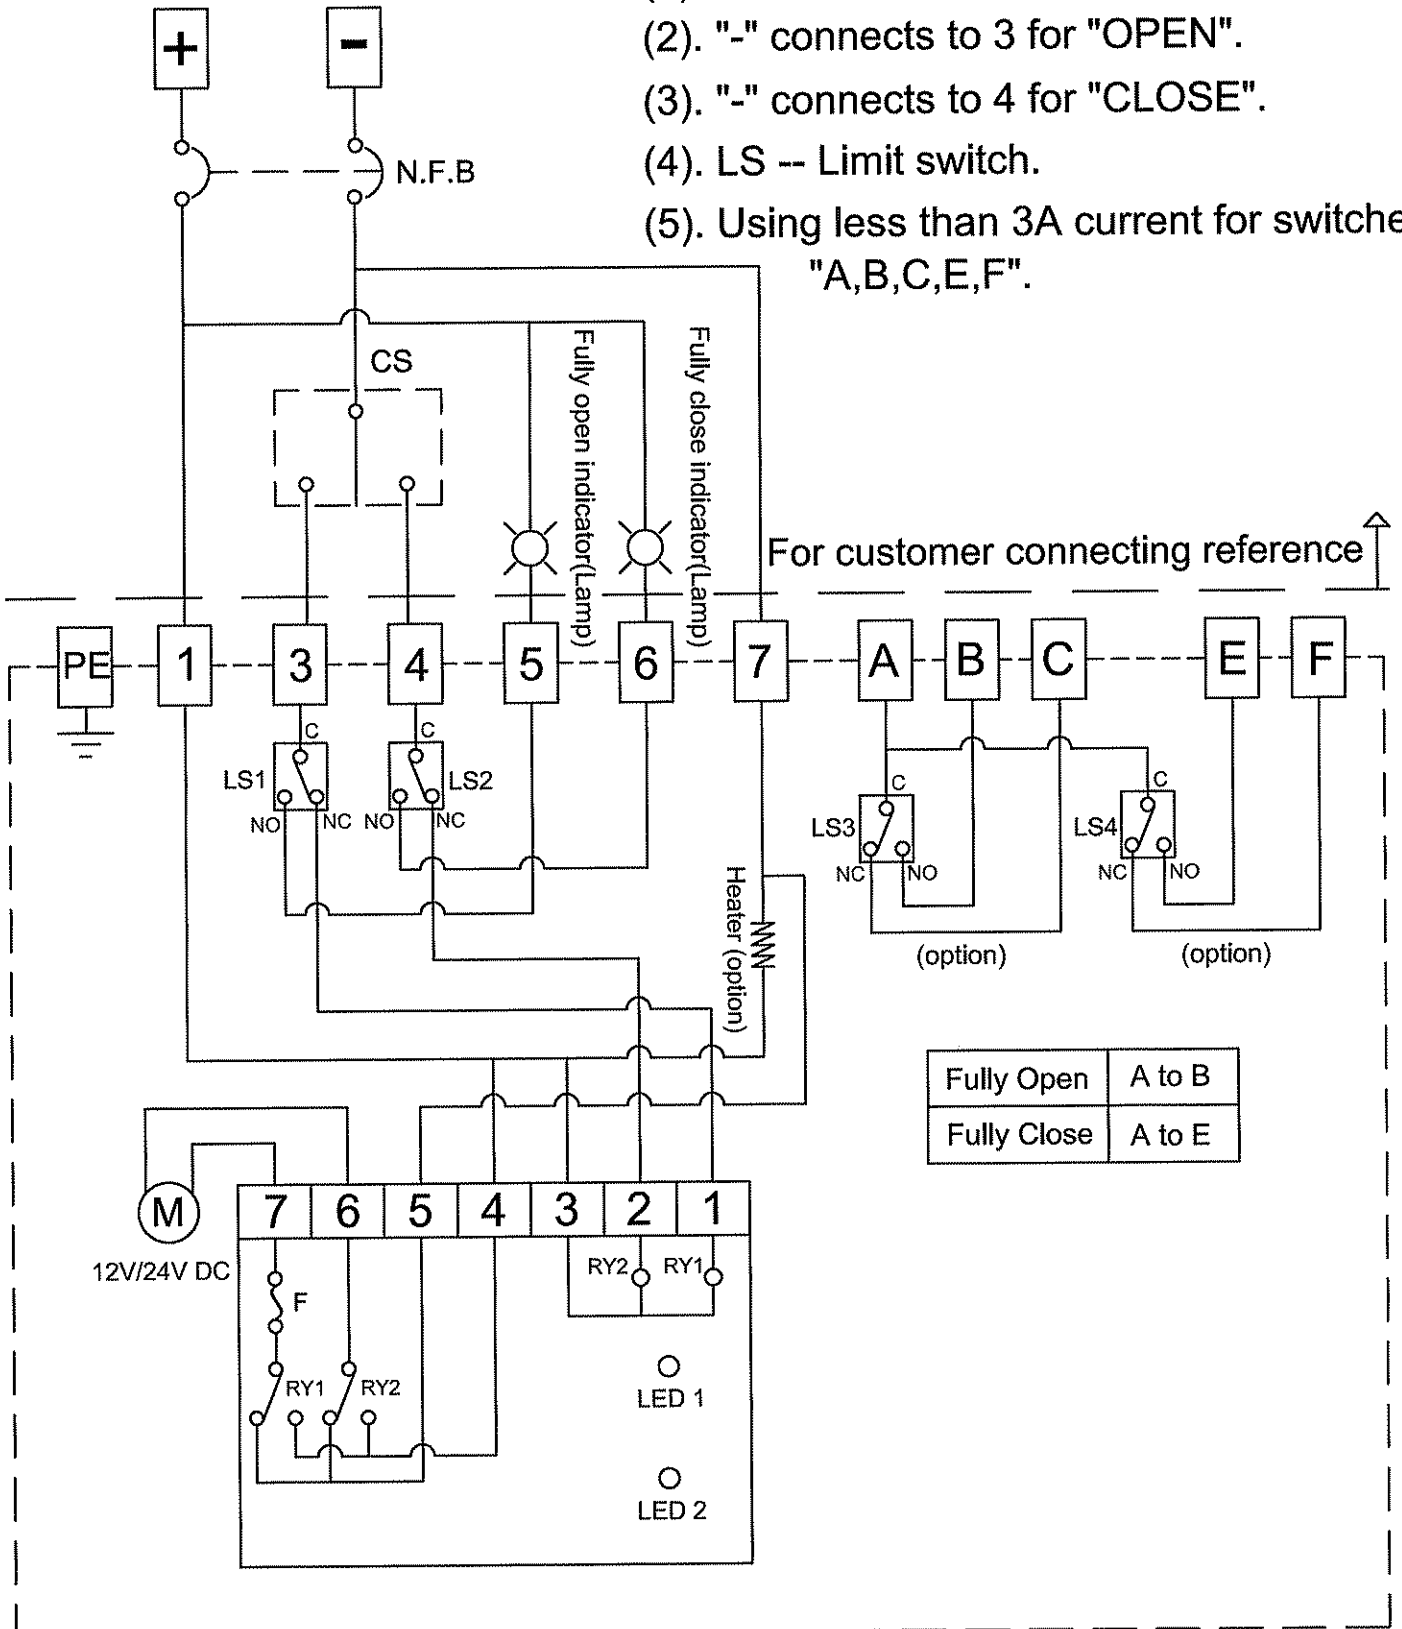 + -
(2). "-" connects to 3 for "OPEN".
(3). "-" connects to 4 for "CLOSE".
(4). LS -- Limit switch.
(5). Using less than 3A current for switche
"A,B,C,E,F".
N.F.B
CS
Fully open indicator(Lamp)
Fully close indicator(Lamp)
For customer connecting reference
PE 1 3 4 5 6 7 A B C E F
C C
LS1 LS2
NO NC NO NC
C C
LS3 LS4
NC NO NC NO
(option) (option)
Heater (option)
Fully Open A to B
Fully Close A to E
M
12V/24V DC
7 6 5 4 3 2 1
RY2 RY1
F
RY1 RY2
LED 1
LED 2